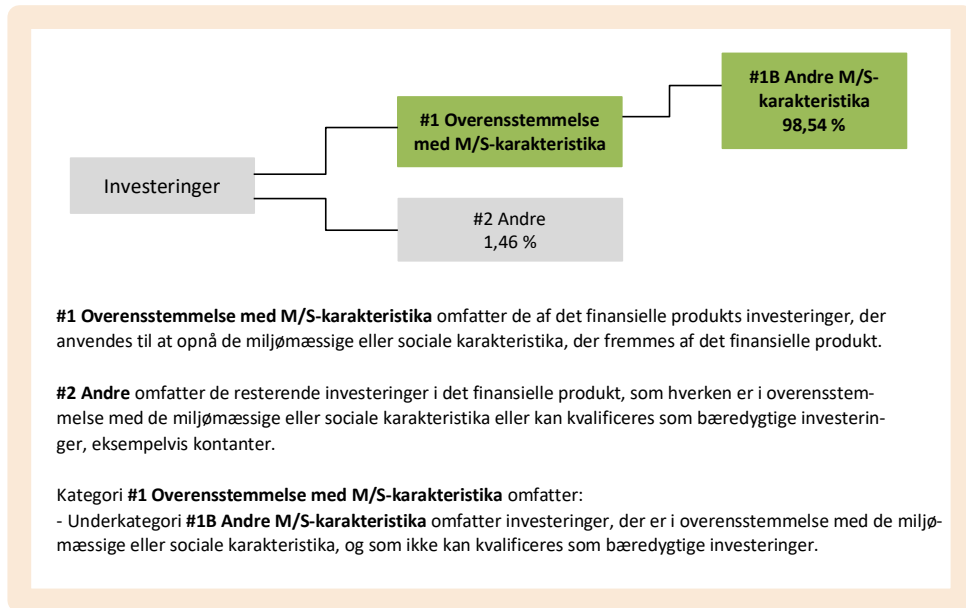 #1B Andre M/S-
karakteristika
98,54 %
#1 Overensstemmelse
med M/S-karakteristika
Investeringer
#2 Andre
1,46 %
#1 Overensstemmelse med M/S-karakteristika omfatter de af det finansielle produkts investeringer, der
anvendes til at opnå de miljømæssige eller sociale karakteristika, der fremmes af det finansielle produkt.
#2 Andre omfatter de resterende investeringer i det finansielle produkt, som hverken er i overensstem-
melse med de miljømæssige eller sociale karakteristika eller kan kvalificeres som bæredygtige investerin-
ger, eksempelvis kontanter.
Kategori #1 Overensstemmelse med M/S-karakteristika omfatter:
- Underkategori #1B Andre M/S-karakteristika omfatter investeringer, der er i overensstemmelse med de miljø-
mæssige eller sociale karakteristika, og som ikke kan kvalificeres som bæredygtige investeringer.